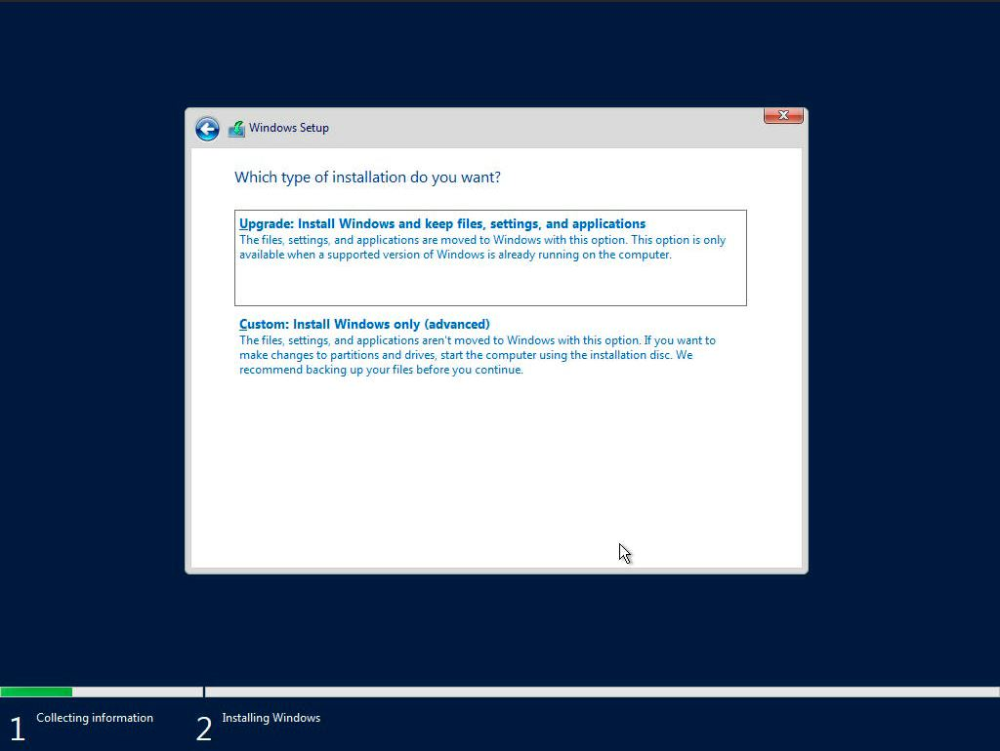 Windows Setup
Which type of installation do you want?
Upgrade: Install Windows and keep files, settings, and applications
The files, settings, and applications are moved to Windows with this option. This option is only
available when a supported version of Windows is already running on the computer.
Custom: Install Windows only (advanced)
The files, settings, and applications aren't moved to Windows with this option. If you want to
make changes to partitions and drives, start the computer using the installation disc. We
recommend backing up your files before you continue.
1 Collecting information
2 Installing Windows